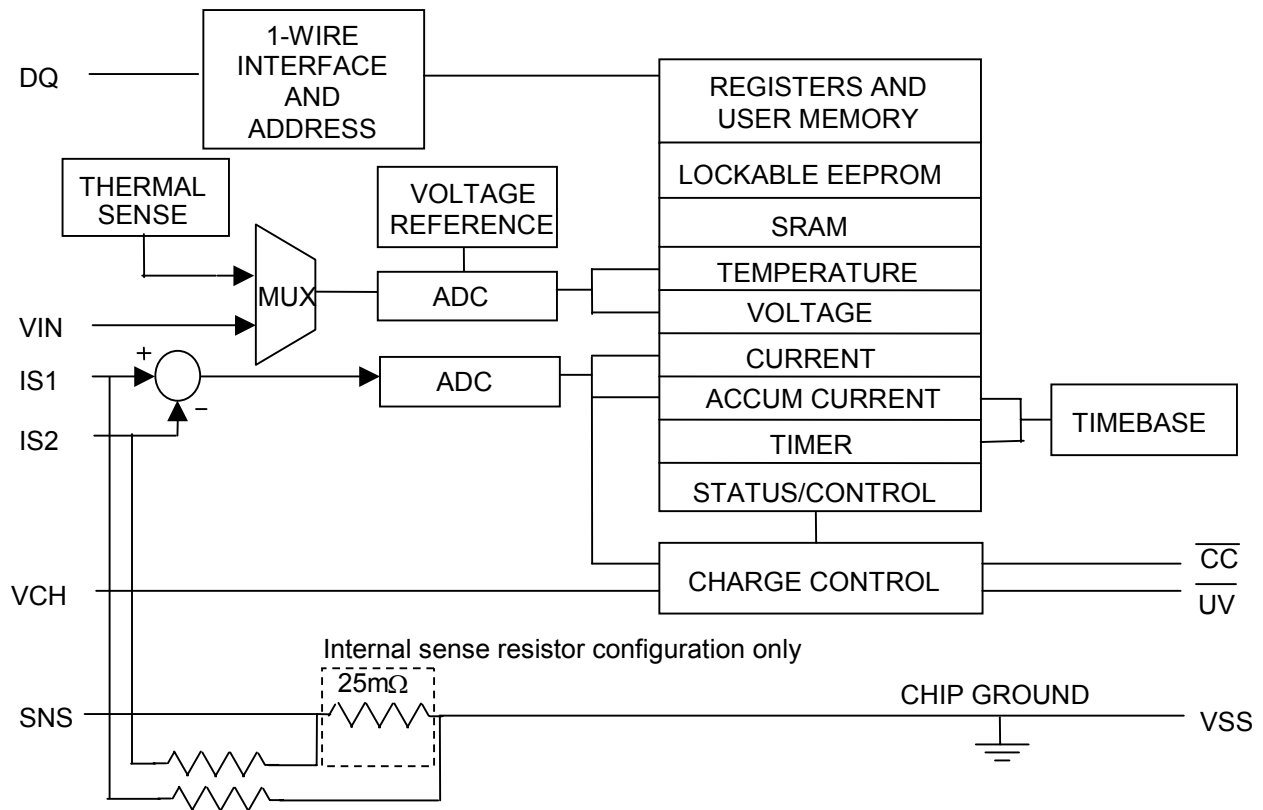 1-WIRE
INTERFACE
AND
ADDRESS
DQ
REGISTERS AND
USER MEMORY
LOCKABLE EEPROM
THERMAL
SENSE
VOLTAGE
REFERENCE
SRAM
TEMPERATURE
MUX
ADC
VOLTAGE
VIN
+
CURRENT
IS1
ADC
ACCUM CURRENT
TIMEBASE
−
IS2
TIMER
STATUS/CONTROL
CC
CHARGE CONTROL
VCH
UV
Internal sense resistor configuration only
25mΩ
CHIP GROUND
SNS
VSS